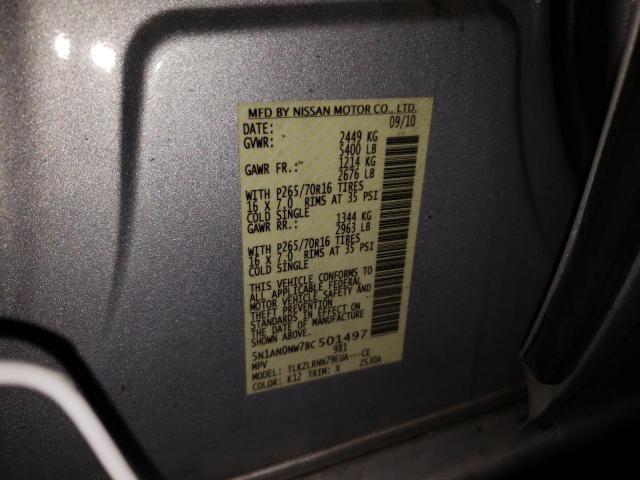 MFD BY NISSAN MOTOR CO., LTD.
DATE: 09/10
GVWR: 2449 KG
5400 LB
GAWR FR.: 1214 KG
2676 LB
WITH P265/70R16 TIRES
16 X 7.0 RIMS AT 35 PSI
COLD SINGLE
GAWR RR.: 1344 KG
2963 LB
WITH P265/70R16 TIRES
16 X 7.0 RIMS AT 35 PSI
COLD SINGLE
THIS VEHICLE CONFORMS TO
ALL APPLICABLE FEDERAL
MOTOR VEHICLE SAFETY AND
THEFT PREVENTION
STANDARDS IN EFFECT ON
THE DATE OF MANUFACTURE
SHOWN ABOVE.
5N1AN0NW7BC501497
MPV 981
MODEL: TLKZLRNN79EUA---CE
COLOR: K12 TRIM: X 2530A